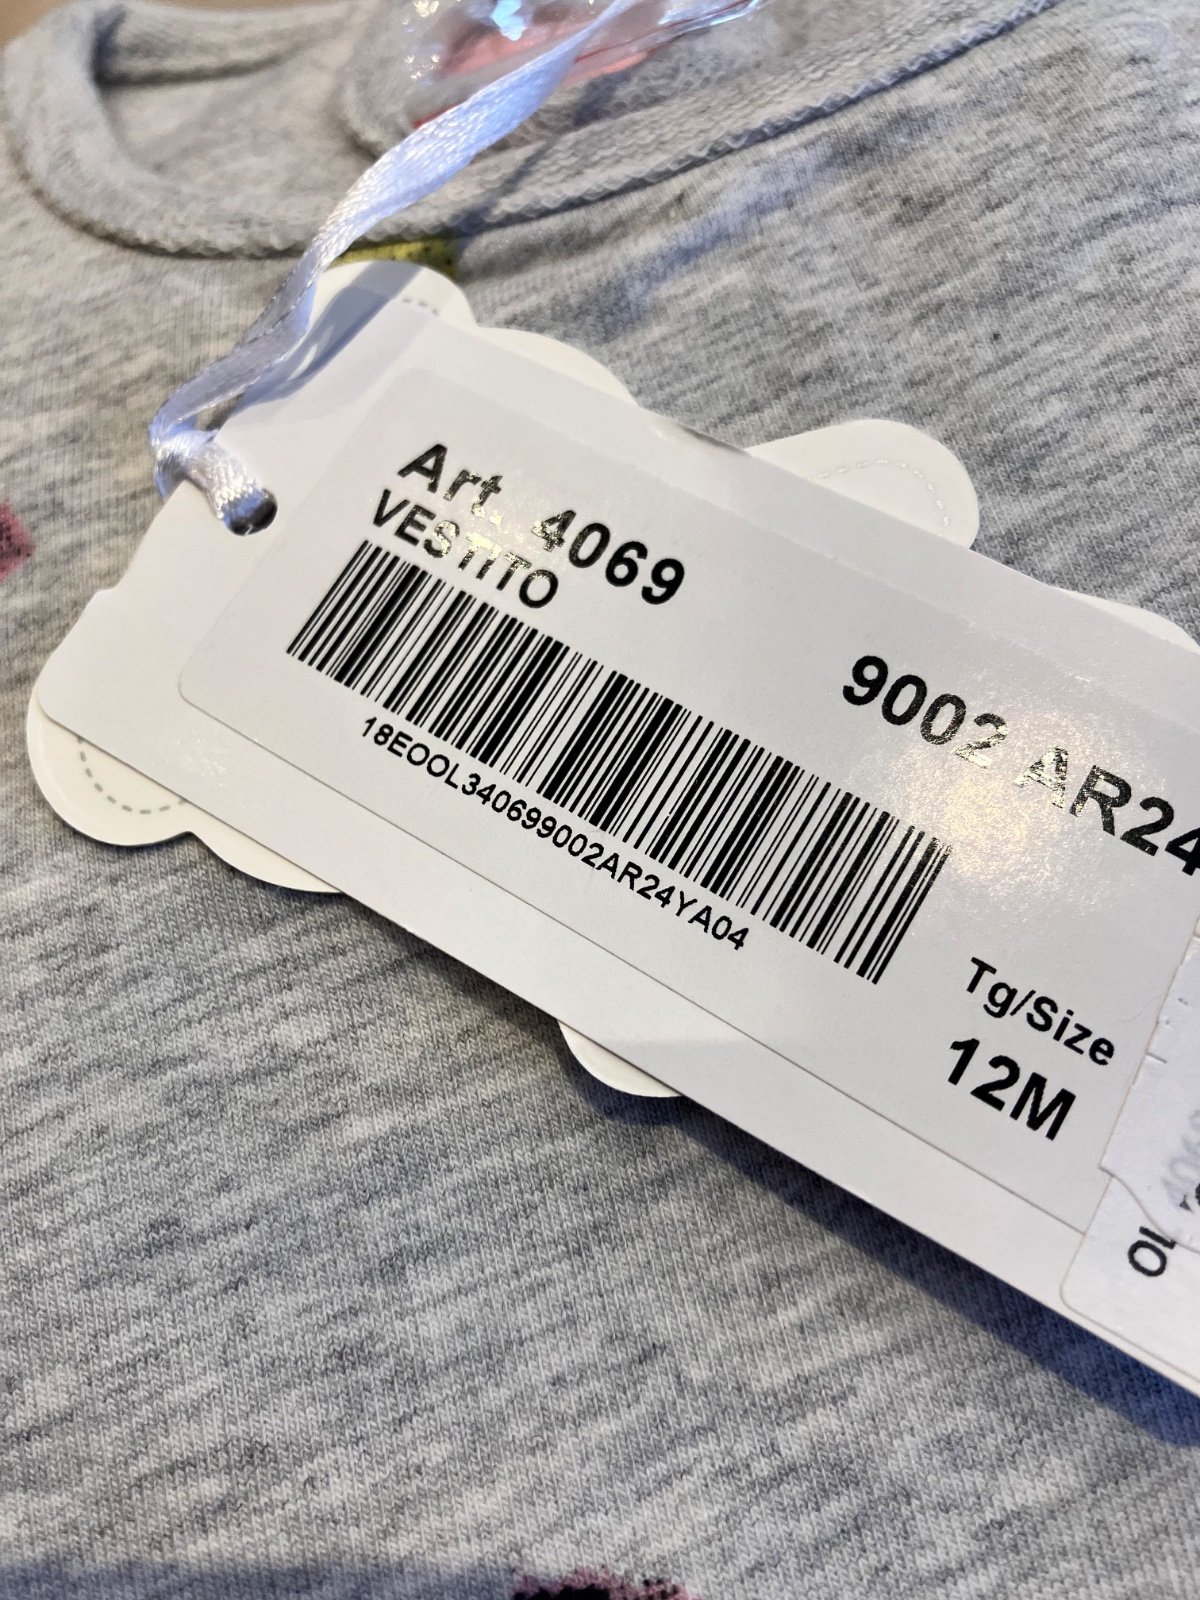 Art. 4069
VESTITO
9002 AR24
18EOOL340699002AR24YA04
Tg/Size
12M